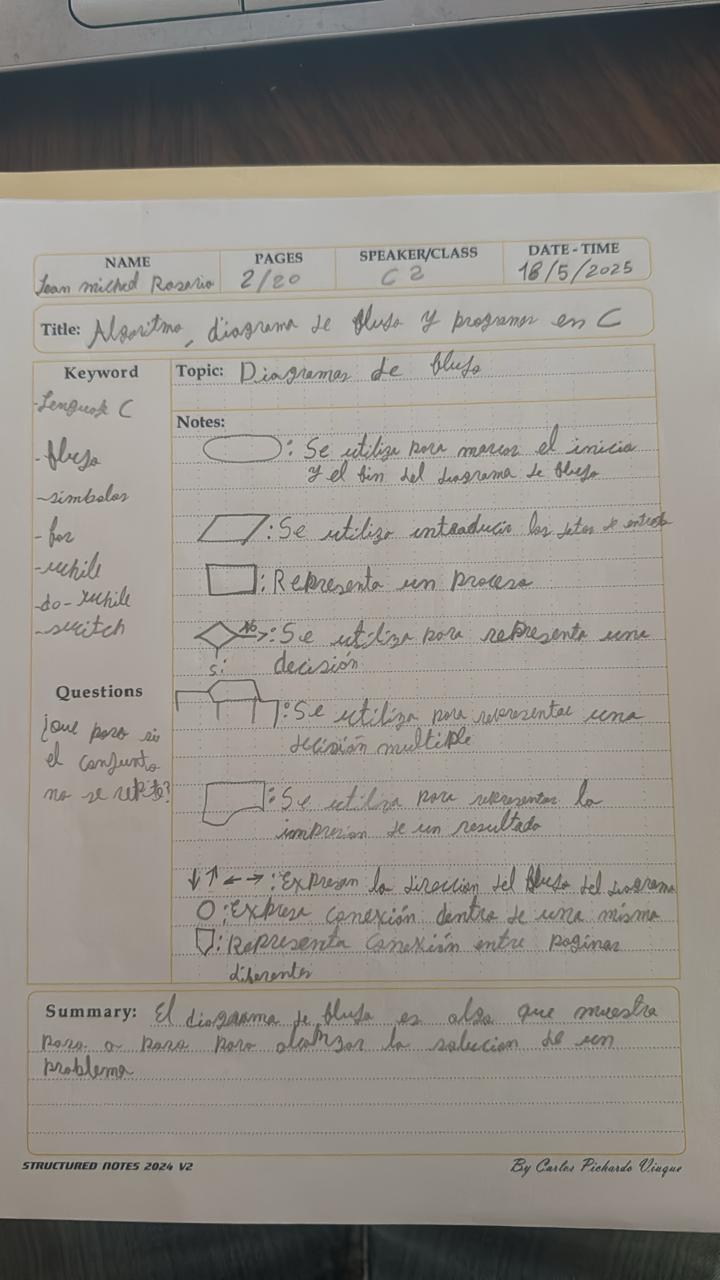 NAME
PAGES
SPEAKER/CLASS
DATE - TIME
Jean michel Rosario
2/20
C 2
18/5/2025
Title: Algoritmo, diagrama de flujo y programas en C
Keyword
-Lenguaje C
-flujo
-simbolos
-for
-while
-do-while
-switch
Questions
¿que pasa si
el conjunto
no se repite?
Topic: Diagramas de flujo
Notes:
: Se utiliza para marcar el inicio
y el fin del diagrama de flujo
: Se utiliza introducir los datos de entrada
: Representa un proceso
No : Se utiliza para representa una
Si decisión
: Se utiliza para representar una
decisión multiple
: Se utiliza para representar la
impresion de un resultado
↓↑←→: Expresan la direccion del flujo del diagrama
: Expresa conexión dentro de una misma
: Representa conexión entre paginas
diferentes
Summary: El diagrama de flujo es algo que muestra
paso a paso para alcanzar la solucion de un
problema
STRUCTURED NOTES 2024 V2
By Carlos Pichardo Viuque